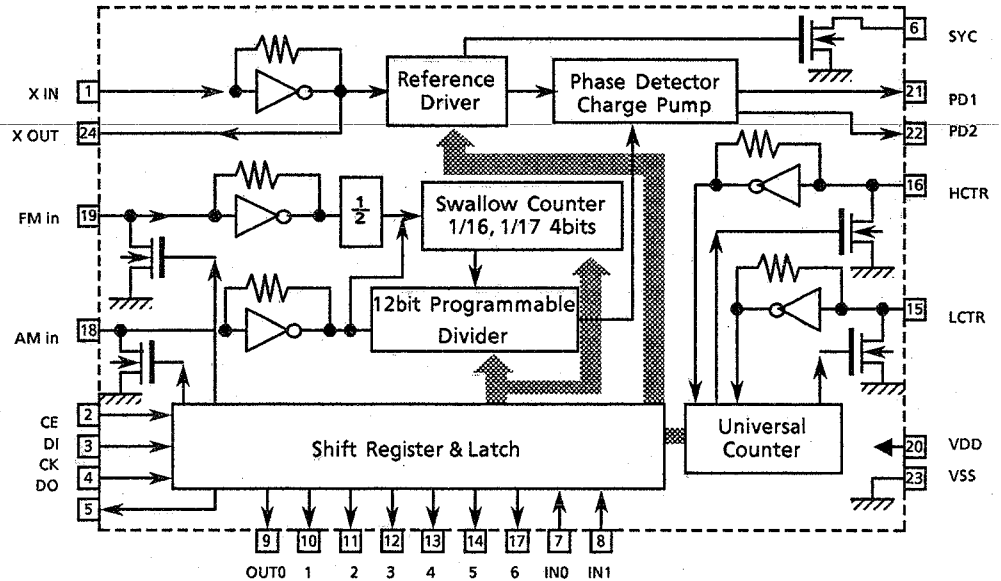 6 SYC
X IN 1
Reference
Driver
Phase Detector
Charge Pump
21 PD1
X OUT 24
22 PD2
16 HCTR
FM in 19
1/2
Swallow Counter
1/16, 1/17 4bits
12bit Programmable
Divider
15 LCTR
AM in 18
2
CE
DI 3
CK
DO 4
5
Shift Register & Latch
Universal
Counter
20 VDD
23 VSS
9 10 11 12 13 14 17 7 8
OUT0 1 2 3 4 5 6 IN0 IN1